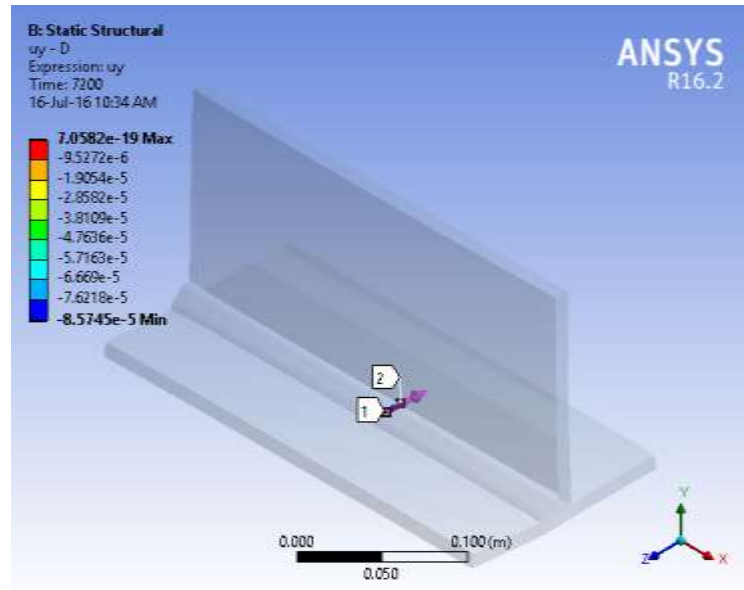 B: Static Structural
uy - D
Expression: uy
Time: 7200
16-Jul-16 10:34 AM
7.0582e-19 Max
-9.5272e-6
-1.9054e-5
-2.8582e-5
-3.8109e-5
-4.7636e-5
-5.7163e-5
-6.669e-5
-7.6218e-5
-8.5745e-5 Min
ANSYS
R16.2
2
1
0.000
0.100 (m)
0.050
Y
Z
X